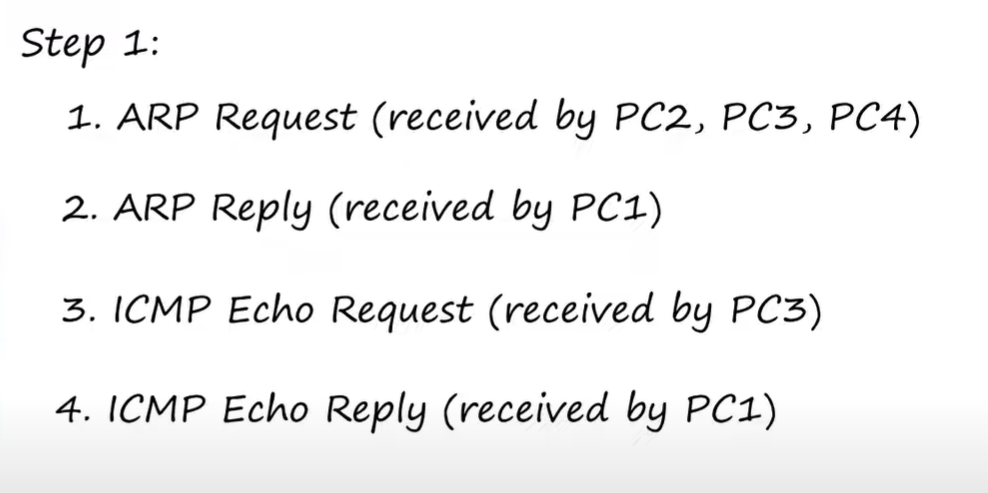 Step 1:
1. ARP Request (received by PC2, PC3, PC4)
2. ARP Reply (received by PC1)
3. ICMP Echo Request (received by PC3)
4. ICMP Echo Reply (received by PC1)